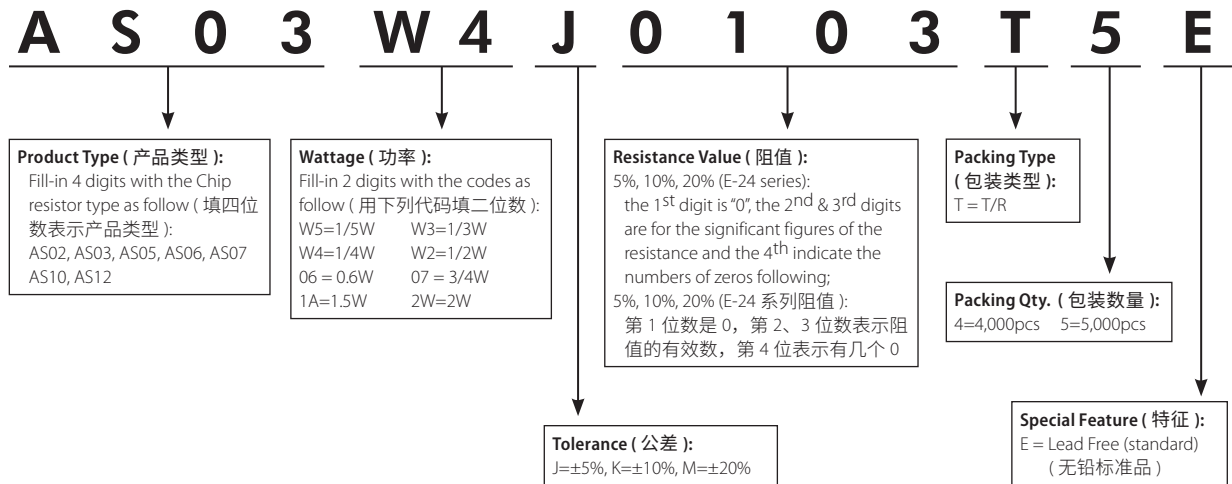 A S 0 3 W 4 J 0 1 0 3 T 5 E
Product Type ( 产品类型 ):
Fill-in 4 digits with the Chip
resistor type as follow ( 填四位
数表示产品类型 ):
AS02, AS03, AS05, AS06, AS07
AS10, AS12
Wattage ( 功率 ):
Fill-in 2 digits with the codes as
follow ( 用下列代码填二位数 ):
W5=1/5W W3=1/3W
W4=1/4W W2=1/2W
06 = 0.6W 07 = 3/4W
1A=1.5W 2W=2W
Resistance Value ( 阻值 ):
5%, 10%, 20% (E-24 series):
the 1st digit is “0”, the 2nd & 3rd digits
are for the significant figures of the
resistance and the 4th indicate the
numbers of zeros following;
5%, 10%, 20% (E-24 系列阻值 ):
第 1 位数是 0，第 2、3 位数表示阻
值的有效数，第 4 位表示有几个 0
Packing Type
( 包装类型 ):
T = T/R
Packing Qty. ( 包装数量 ):
4=4,000pcs 5=5,000pcs
Tolerance ( 公差 ):
J=±5%, K=±10%, M=±20%
Special Feature ( 特征 ):
E = Lead Free (standard)
( 无铅标准品 )